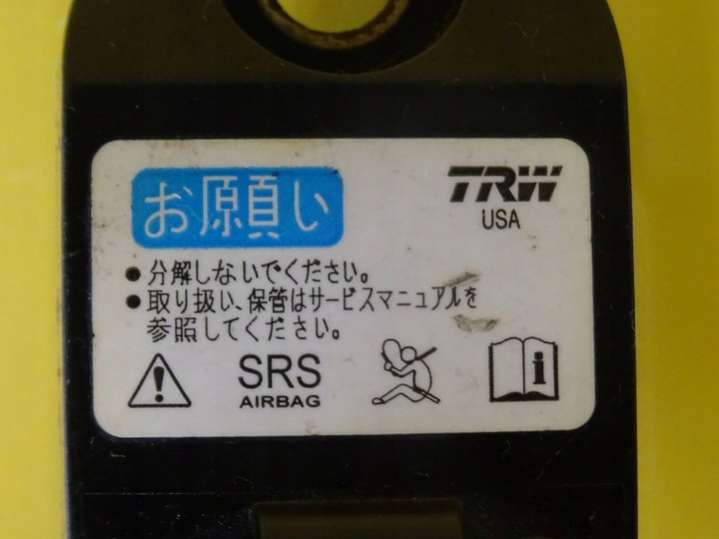 お願い
TRW
USA
●分解しないでください。
●取り扱い、保管はサービスマニュアルを
参照してください。
SRS
AIRBAG